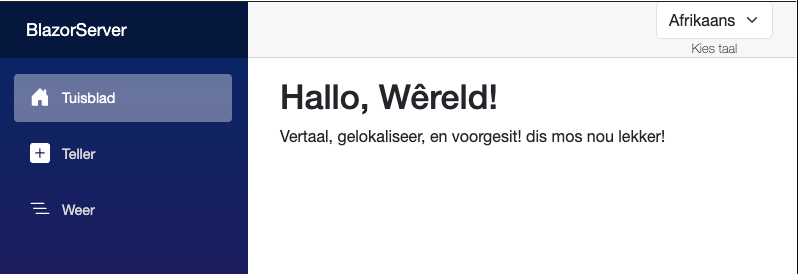 BlazorServer
Afrikaans
Kies taal
Tuisblad
Teller
Weer
Hallo, Wêreld!
Vertaal, gelokaliseer, en voorgesit! dis mos nou lekker!